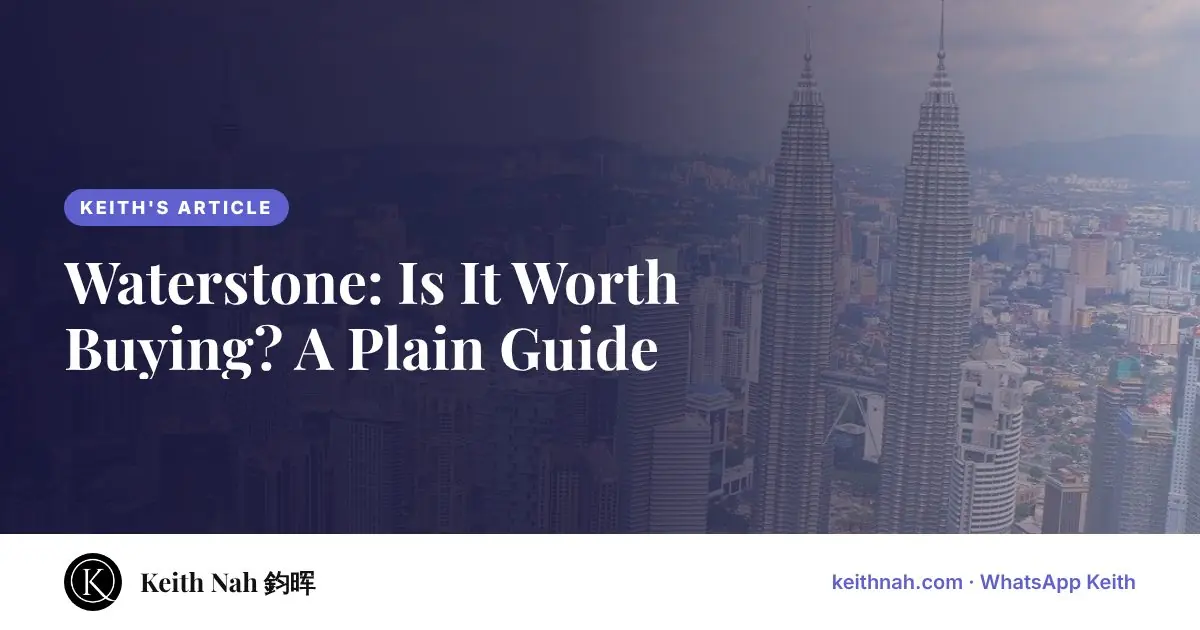 KEITH'S ARTICLE
Waterstone: Is It Worth
Buying? A Plain Guide
K
Keith Nah 鈞晖
keithnah.com · WhatsApp Keith